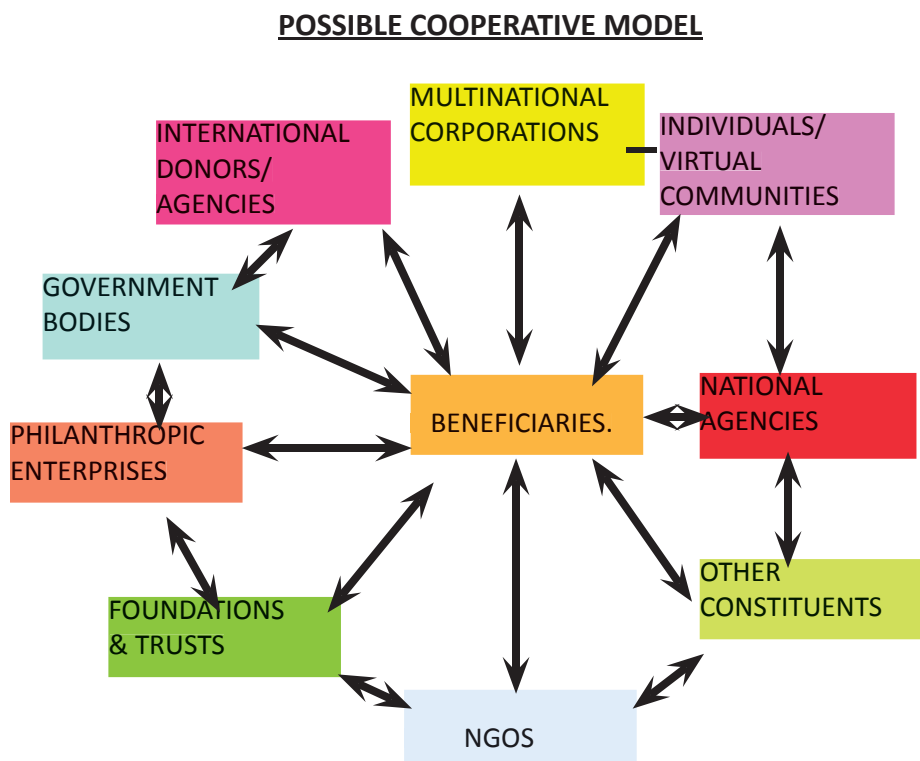 POSSIBLE COOPERATIVE MODEL
MULTINATIONAL
CORPORATIONS
INTERNATIONAL
DONORS/
AGENCIES
INDIVIDUALS/
VIRTUAL
COMMUNITIES
GOVERNMENT
BODIES
NATIONAL
AGENCIES
BENEFICIARIES.
PHILANTHROPIC
ENTERPRISES
OTHER
CONSTITUENTS
FOUNDATIONS
& TRUSTS
NGOS